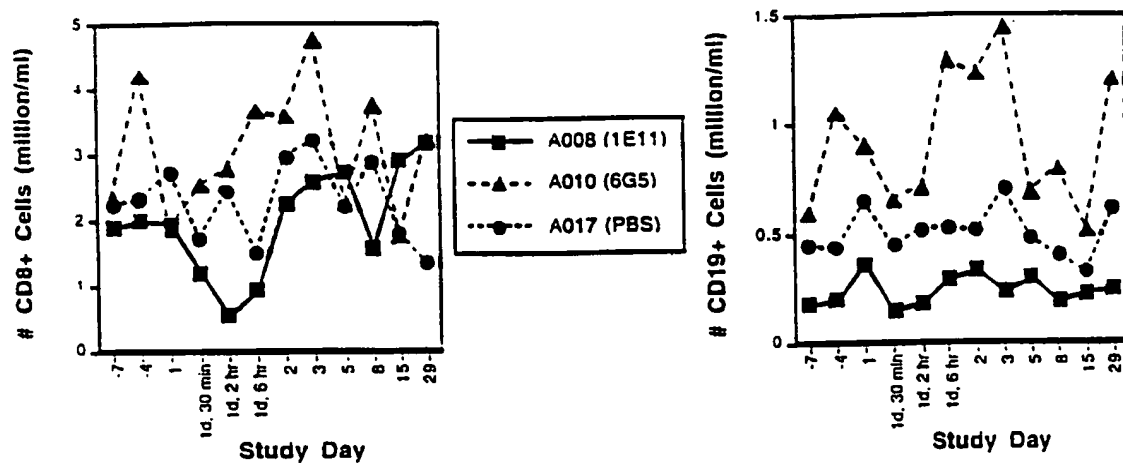 # CD8+ Cells (million/ml)
5
4
3
2
1
0
-7
-4
1
1d, 30 min
1d, 2 hr
1d, 6 hr
2
3
5
8
15
29
Study Day
A008 (1E11)
A010 (6G5)
A017 (PBS)
# CD19+ Cells (million/ml)
1.5
1
0.5
0
-7
-4
1
1d, 30 min
1d, 2 hr
1d, 6 hr
2
3
5
8
15
29
Study Day